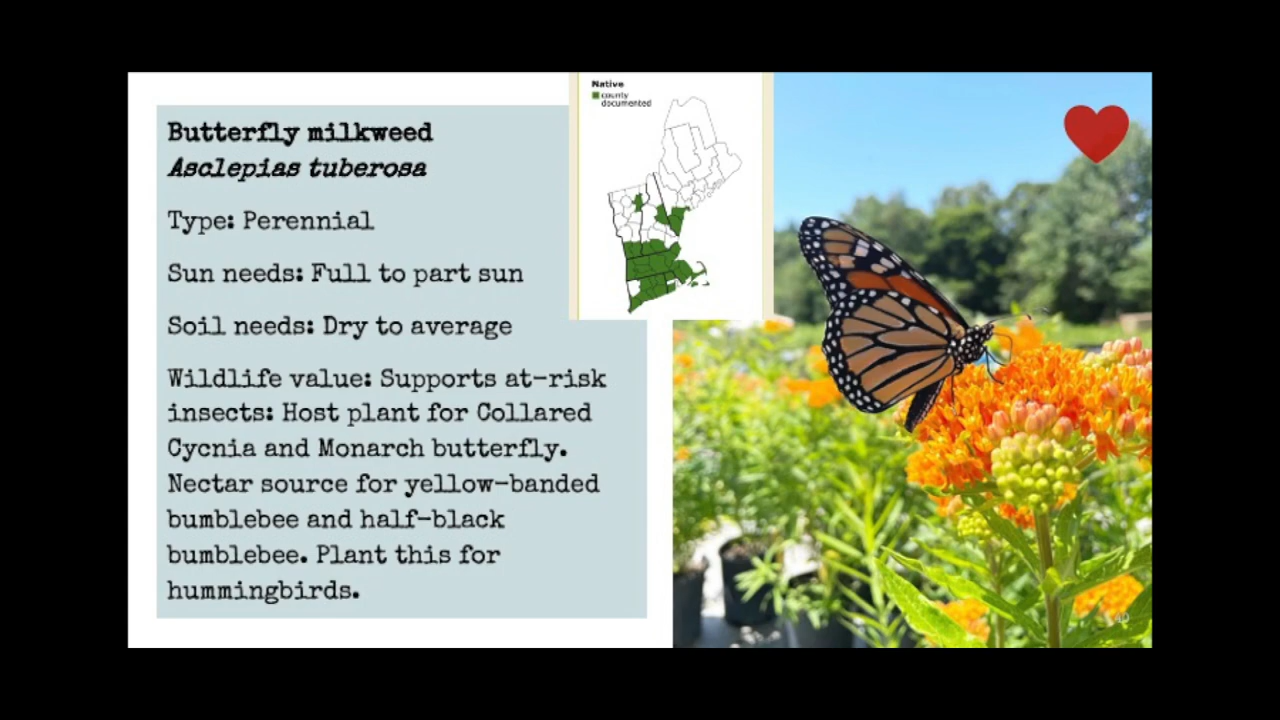 Butterfly milkweed
Asclepias tuberosa
Type: Perennial
Sun needs: Full to part sun
Soil needs: Dry to average
Wildlife value: Supports at-risk
insects: Host plant for Collared
Cycnia and Monarch butterfly.
Nectar source for yellow-banded
bumblebee and half-black
bumblebee. Plant this for
hummingbirds.
Native
county
documented